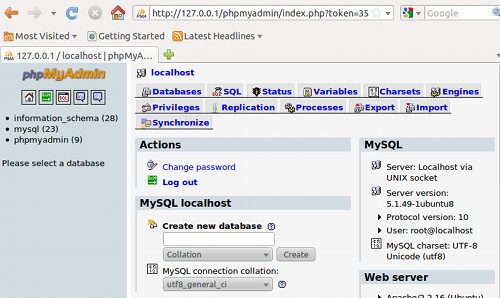 http://127.0.0.1/phpmyadmin/index.php?token=35
Google
Most Visited
Getting Started
Latest Headlines
127.0.0.1 / localhost | phpMyA...
phpMyAdmin
information_schema (28)
mysql (23)
phpmyadmin (9)
Please select a database
localhost
Databases SQL Status Variables Charsets Engines
Privileges Replication Processes Export Import
Synchronize
Actions
Change password
Log out
MySQL localhost
Create new database
Collation Create
MySQL connection collation:
utf8_general_ci
MySQL
Server: Localhost via
UNIX socket
Server version:
5.1.49-1ubuntu8
Protocol version: 10
User: root@localhost
MySQL charset: UTF-8
Unicode (utf8)
Web server
Apache/2.2.16 (Ubuntu)